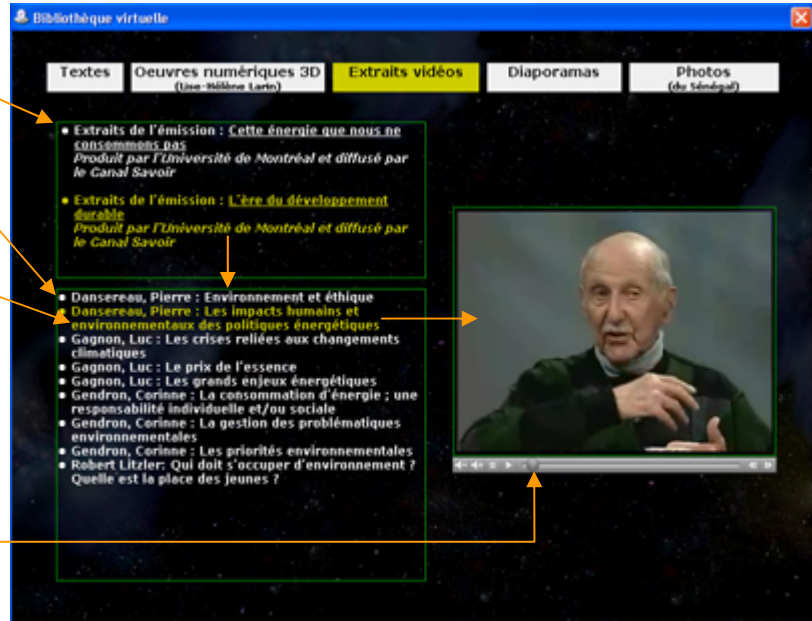 Bibliothèque virtuelle
Textes
Oeuvres numériques 3D
(Lise-Hélène Larin)
Extraits vidéos
Diaporamas
Photos
(du Sénégal)
• Extraits de l'émission : Cette énergie que nous ne
consommons pas
Produit par l'Université de Montréal et diffusé par
le Canal Savoir
• Extraits de l'émission : L'ère du développement
durable
Produit par l'Université de Montréal et diffusé par
le Canal Savoir
• Dansereau, Pierre : Environnement et éthique
• Dansereau, Pierre : Les impacts humains et
environnementaux des politiques énergétiques
• Gagnon, Luc : Les crises reliées aux changements
climatiques
• Gagnon, Luc : Le prix de l'essence
• Gagnon, Luc : Les grands enjeux énergétiques
• Gendron, Corinne : La consommation d'énergie ; une
responsabilité individuelle et/ou sociale
• Gendron, Corinne : La gestion des problématiques
environnementales
• Gendron, Corinne : Les priorités environnementales
• Robert Litzler: Qui doit s'occuper d'environnement ?
Quelle est la place des jeunes ?